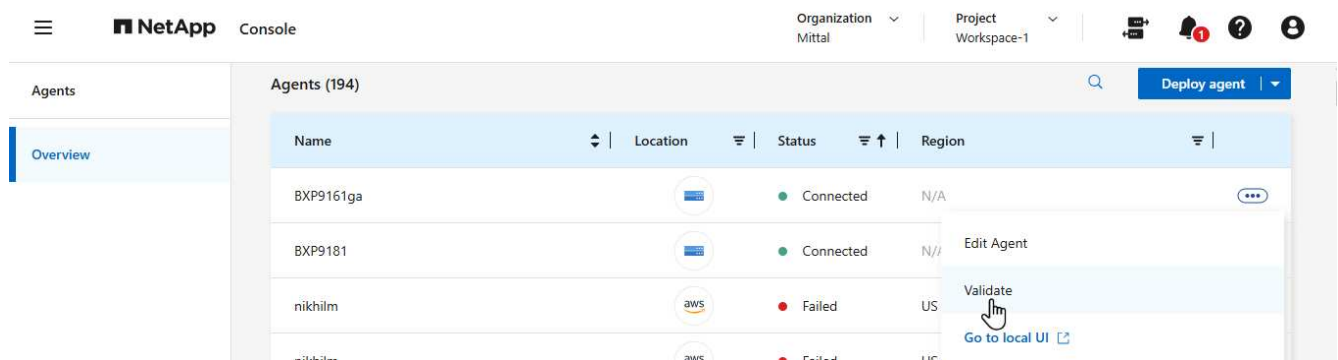 NetApp Console
Organization
Mittal
Project
Workspace-1
1
Agents
Overview
Agents (194)
Deploy agent
Name Location Status Region
BXP9161ga Connected N/A
BXP9181 Connected N/A
nikhilm aws Failed US
aws
Edit Agent
Validate
Go to local UI